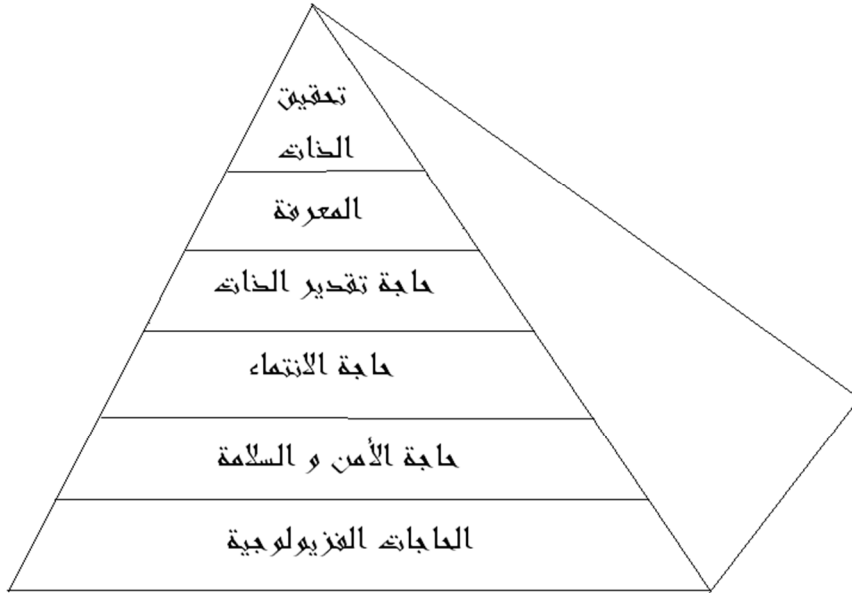 تحقيق
الذات
المعرفة
حاجة تقدير الذات
حاجة الانتماء
حاجة الأمن و السلامة
الحاجات الفزيولوجية